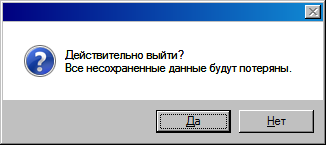 Действительно выйти?
Все несохраненные данные будут потеряны.
Да
Нет